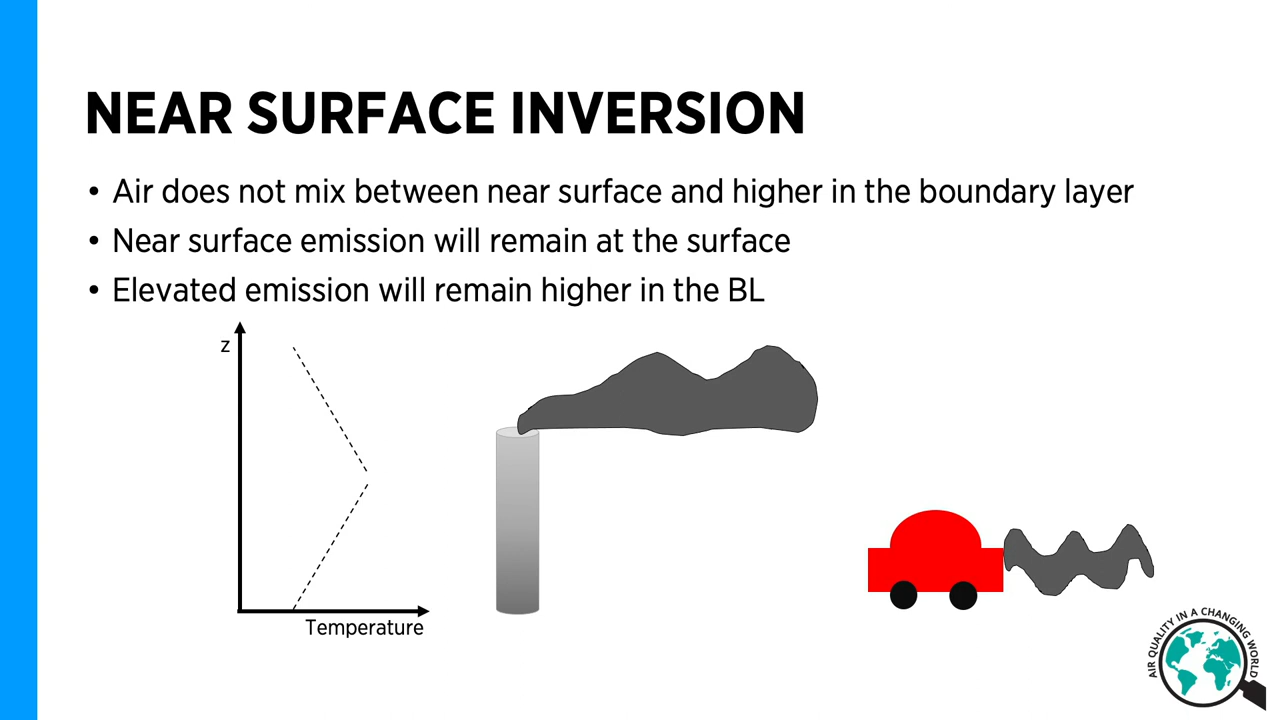 NEAR SURFACE INVERSION
• Air does not mix between near surface and higher in the boundary layer
• Near surface emission will remain at the surface
• Elevated emission will remain higher in the BL
z
Temperature
AIR QUALITY IN A CHANGING WORLD